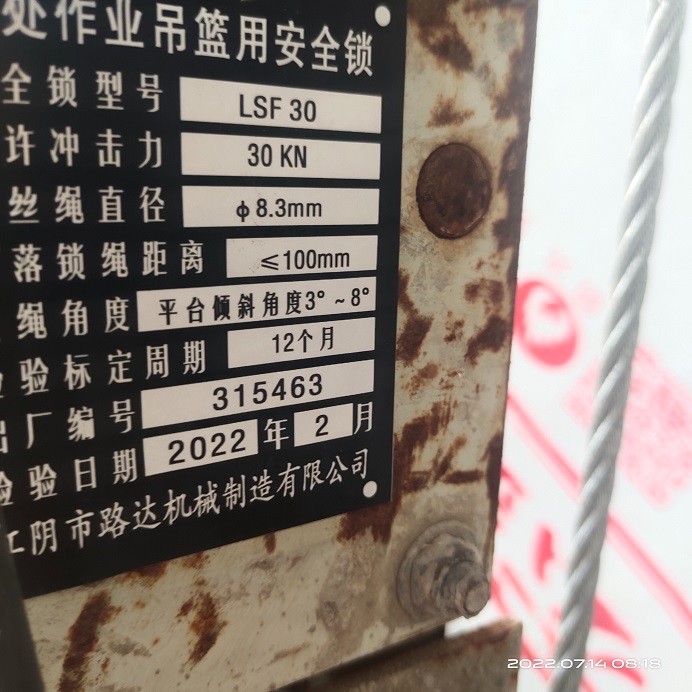 处作业吊篮用安全锁
全锁型号 LSF 30
许冲击力 30 KN
丝绳直径 ϕ8.3mm
落锁绳距离 ≤100mm
绳角度 平台倾斜角度3°~8°
验标定周期 12个月
出厂编号 315463
检验日期 2022 年 2 月
江阴市路达机械制造有限公司
2022.07.14 08:18